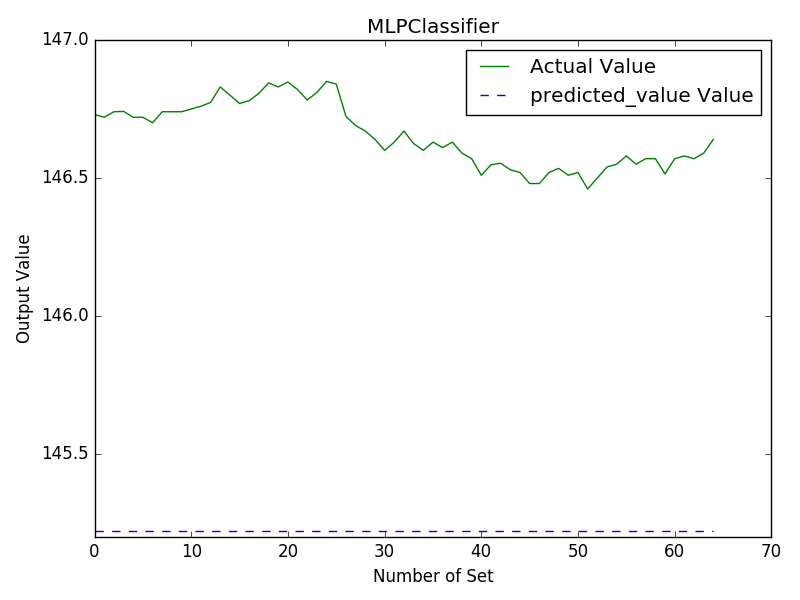 MLPClassifier
147.0
146.5
146.0
145.5
Output Value
Actual Value
predicted_value Value
0 10 20 30 40 50 60 70
Number of Set